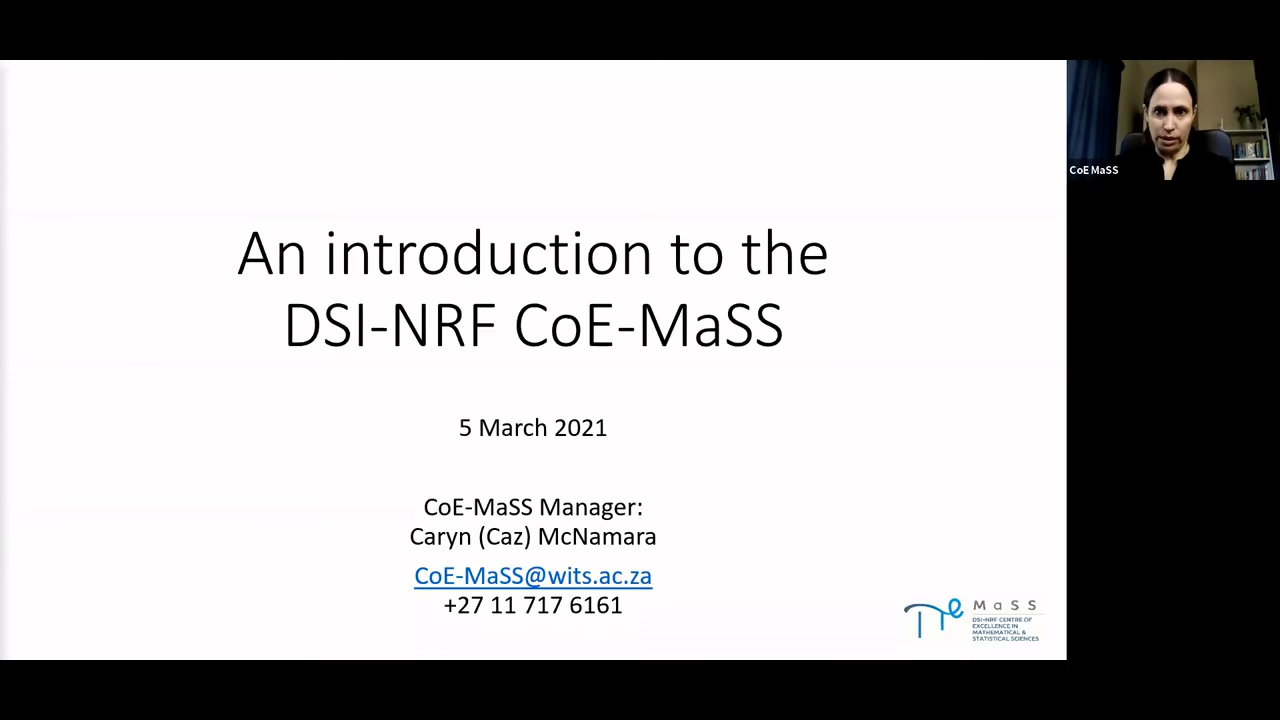 An introduction to the
DSI-NRF CoE-MaSS
5 March 2021
CoE-MaSS Manager:
Caryn (Caz) McNamara
CoE-MaSS@wits.ac.za
+27 11 717 6161
MaSS
DSI-NRF CENTRE OF
EXCELLENCE IN
MATHEMATICAL &
STATISTICAL SCIENCES
CoE MaSS